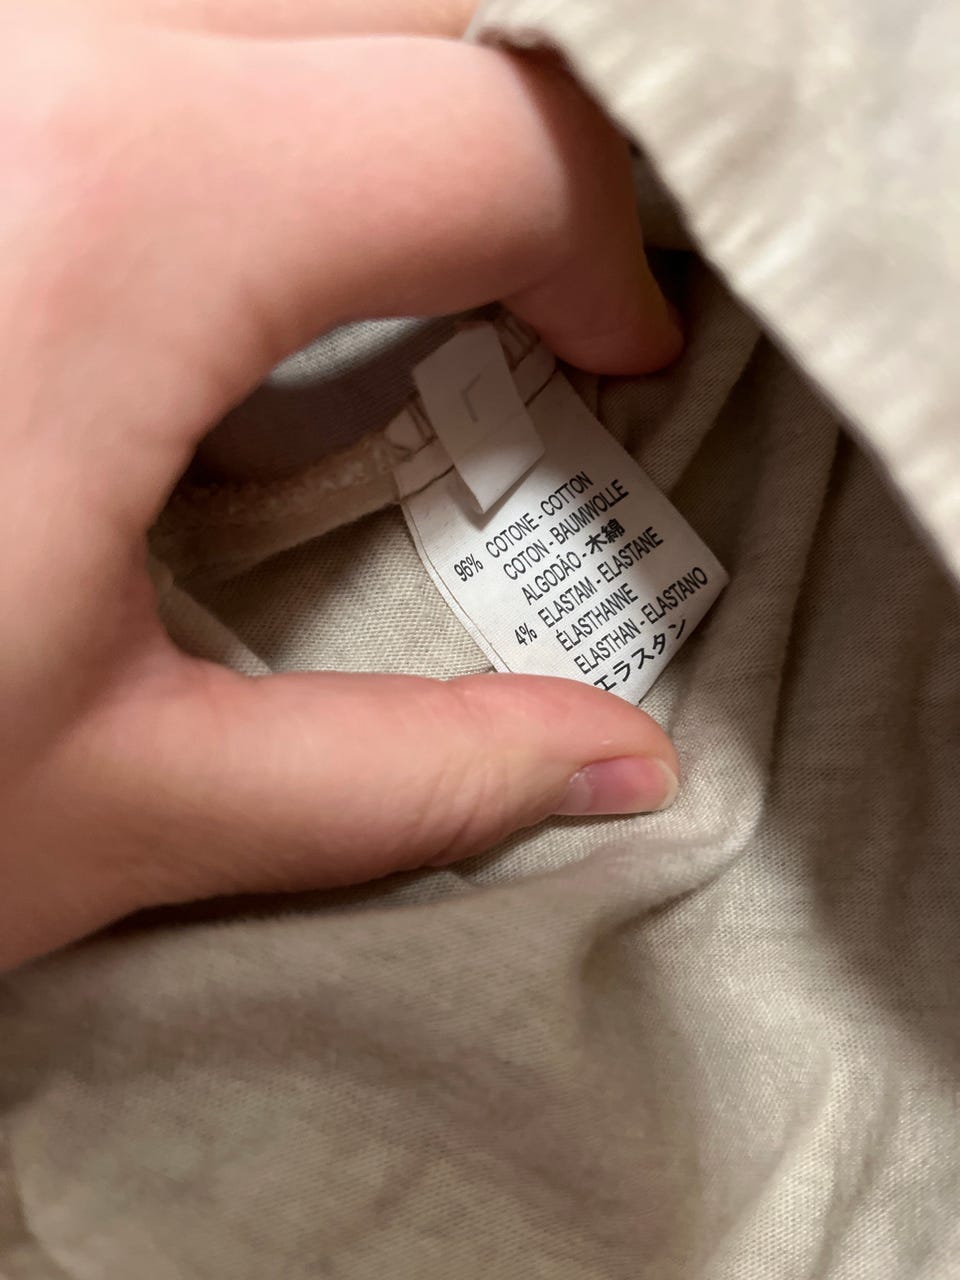 L
96% COTONE - COTTON
COTON - BAUMWOLLE
ALGODÃO - 木綿
4% ELASTAM - ELASTANE
ÉLASTHANNE
ELASTHAN - ELASTANO
エラスタン